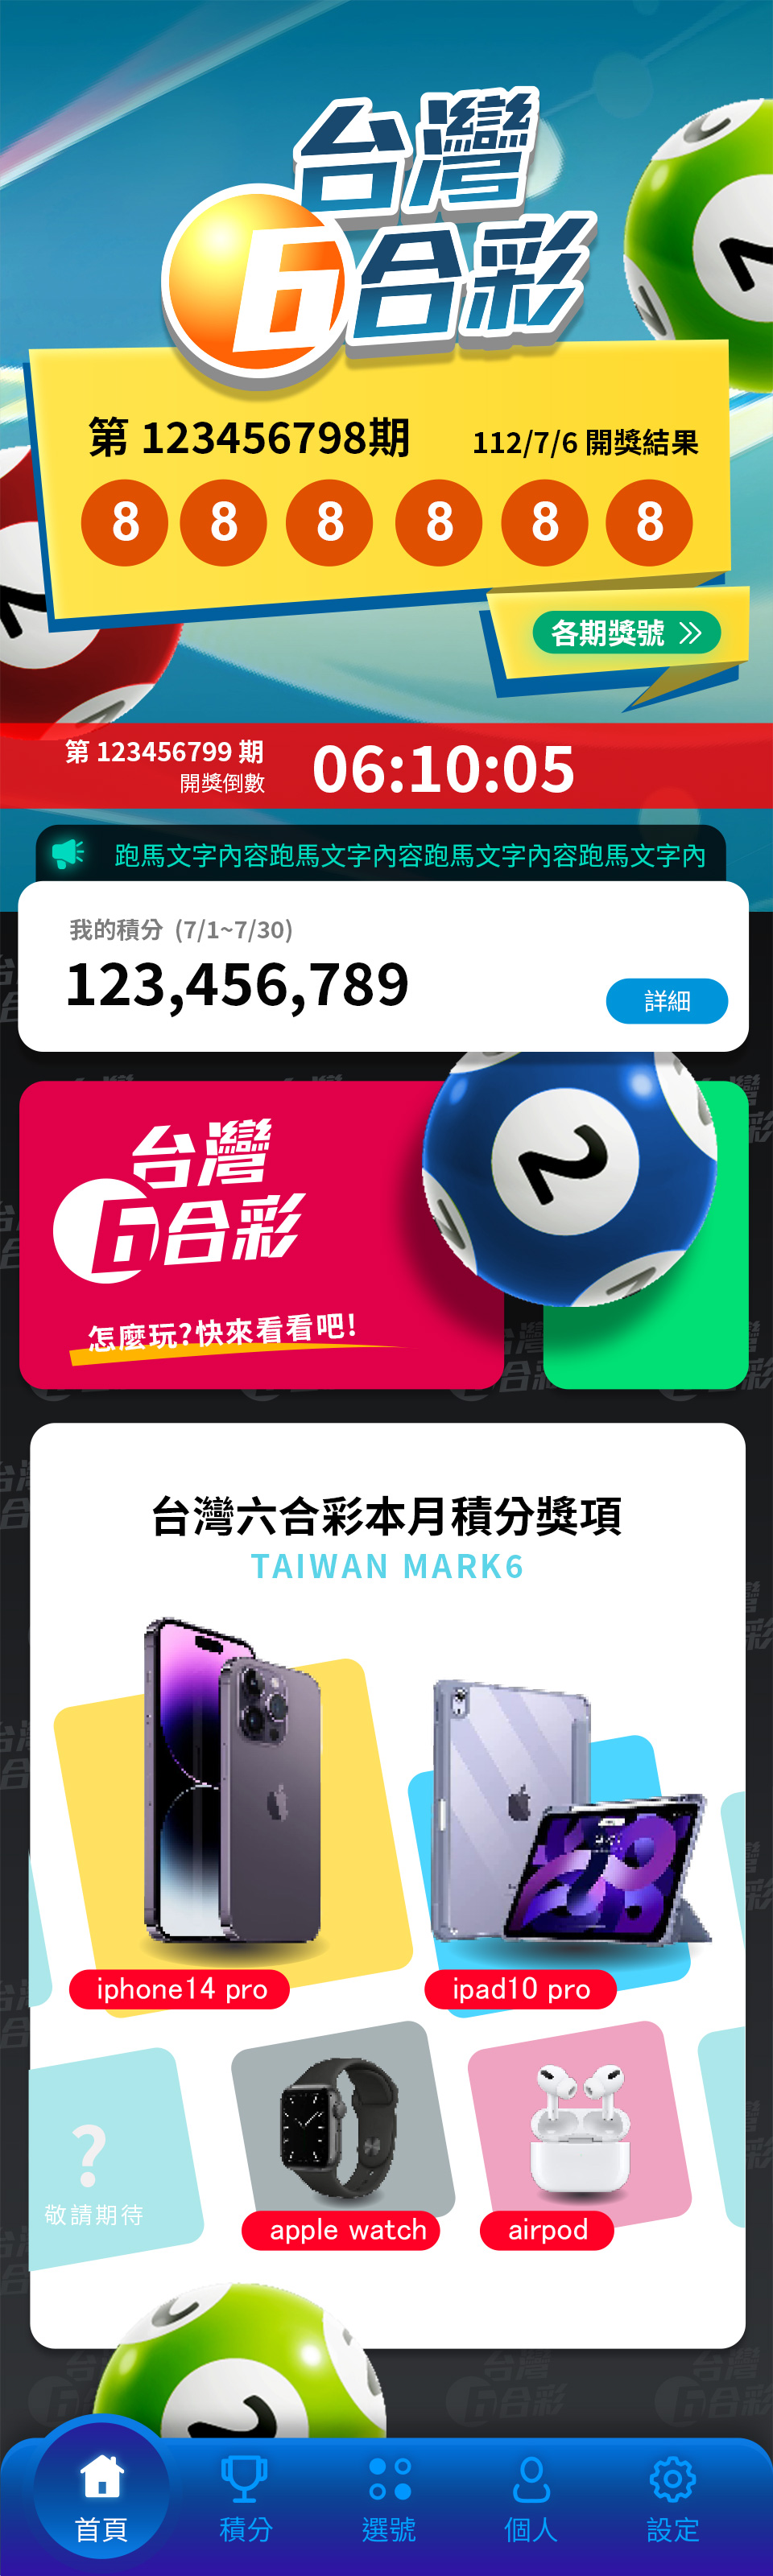 台灣
6合彩
第 123456798期
112/7/6 開獎結果
8 8 8 8 8 8
各期獎號
第 123456799 期
開獎倒數
06:10:05
跑馬文字內容跑馬文字內容跑馬文字內容跑馬文字內
我的積分 (7/1~7/30)
123,456,789
詳細
台灣
6合彩
2
怎麼玩?快來看看吧!
台灣六合彩本月積分獎項
TAIWAN MARK6
iphone14 pro
ipad10 pro
?
敬請期待
apple watch
airpod
2
首頁
積分
選號
個人
設定